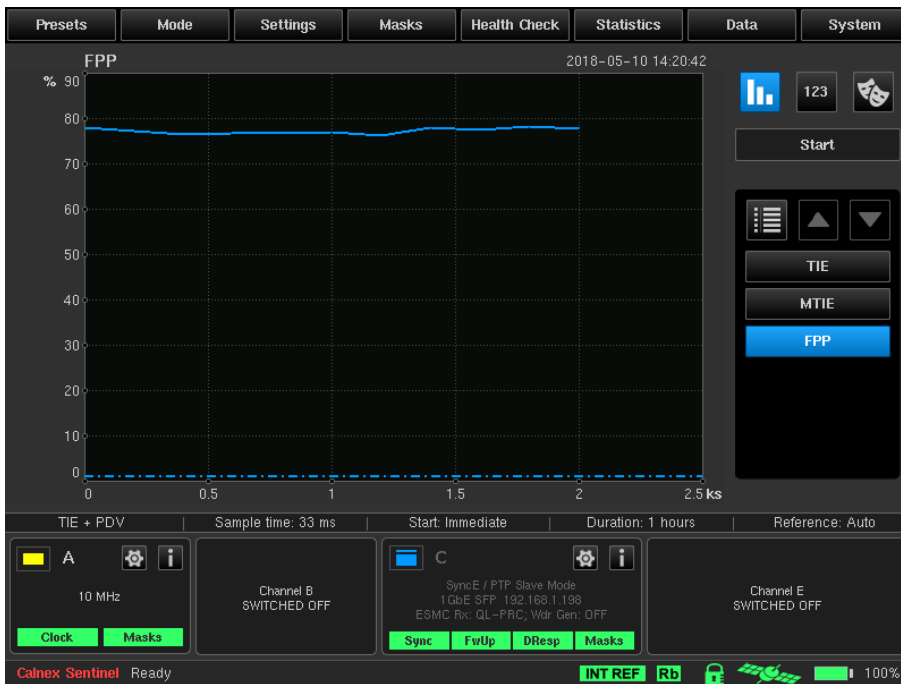 Presets Mode Settings Masks Health Check Statistics Data System
FPP 2018-05-10 14:20:42
% 90
80
70
60
50
40
30
20
10
0
0 0.5 1 1.5 2 2.5 ks
123
Start
TIE
MTIE
FPP
TIE + PDV | Sample time: 33 ms | Start: Immediate | Duration: 1 hours | Reference: Auto
A
10 MHz
Clock Masks
Channel B
SWITCHED OFF
C
SyncE / PTP Slave Mode
1GbE SFP 192.168.1.198
ESMC Rx: QL-PRC; Wdr Gen: OFF
Sync FwUp DResp Masks
Channel E
SWITCHED OFF
Calnex Sentinel Ready INT REF Rb 100%